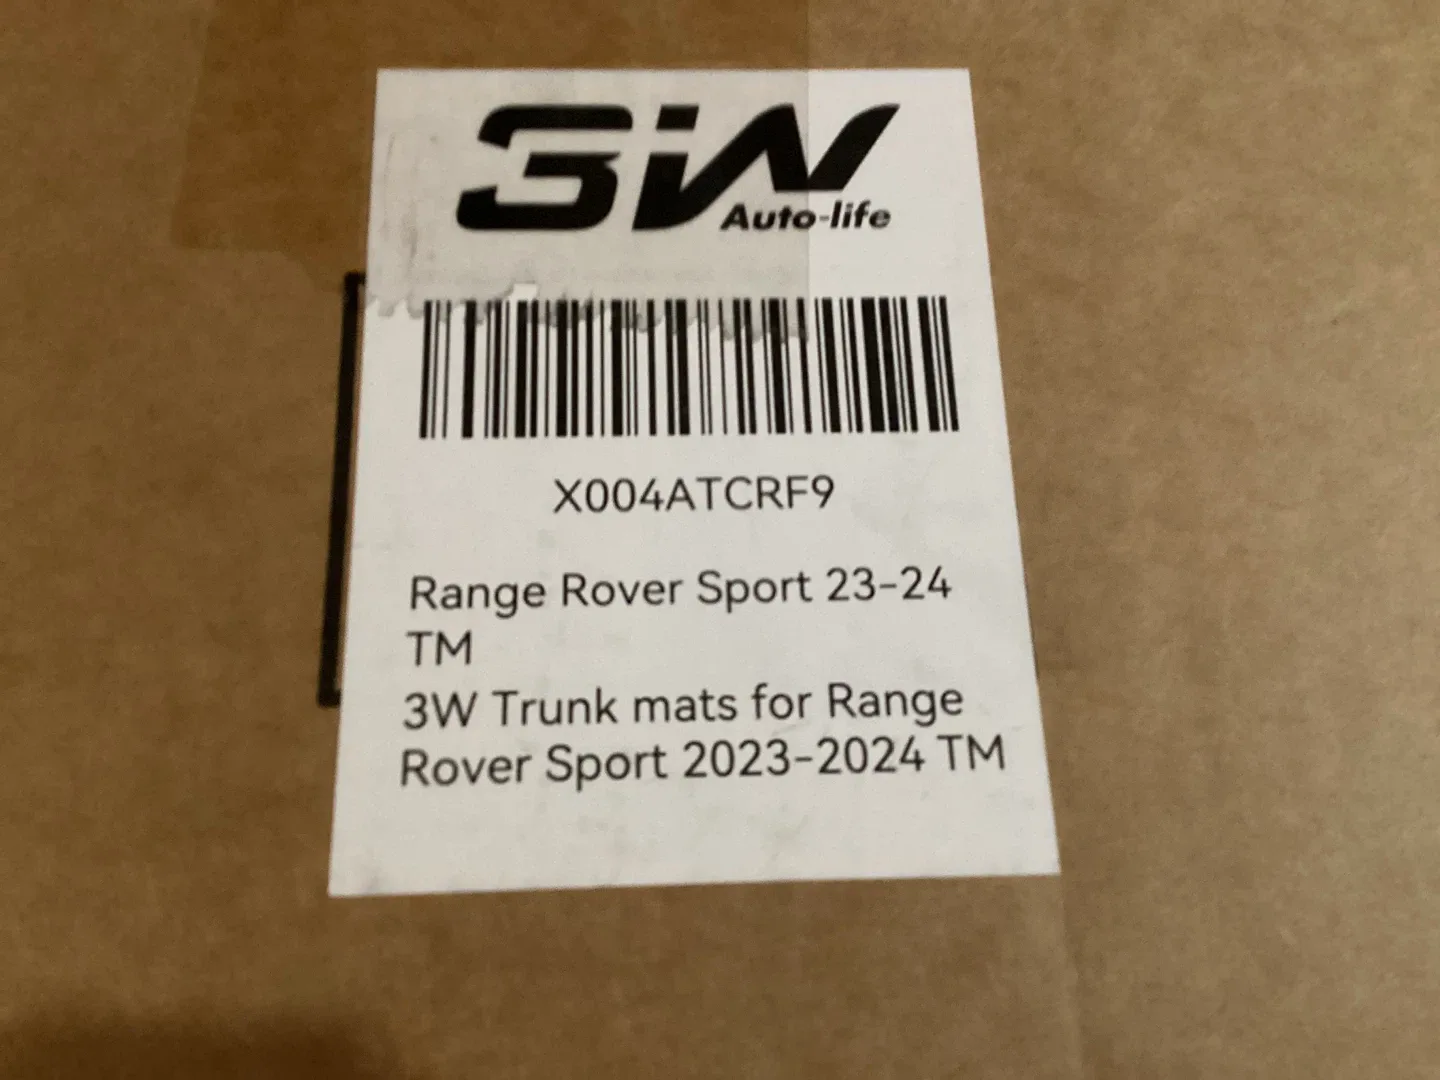 3W
Auto-life
X004ATCRF9
Range Rover Sport 23-24
TM
3W Trunk mats for Range
Rover Sport 2023-2024 TM